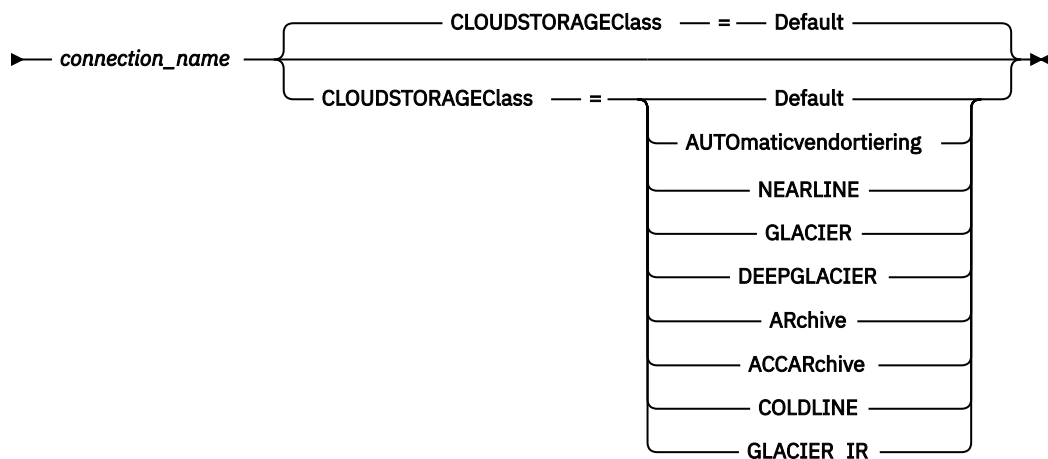 CLOUDSTORAGEClass = Default
connection_name
CLOUDSTORAGEClass = Default
AUTOmaticvendortiering
NEARLINE
GLACIER
DEEPGLACIER
ARchive
ACCARchive
COLDLINE
GLACIER_IR